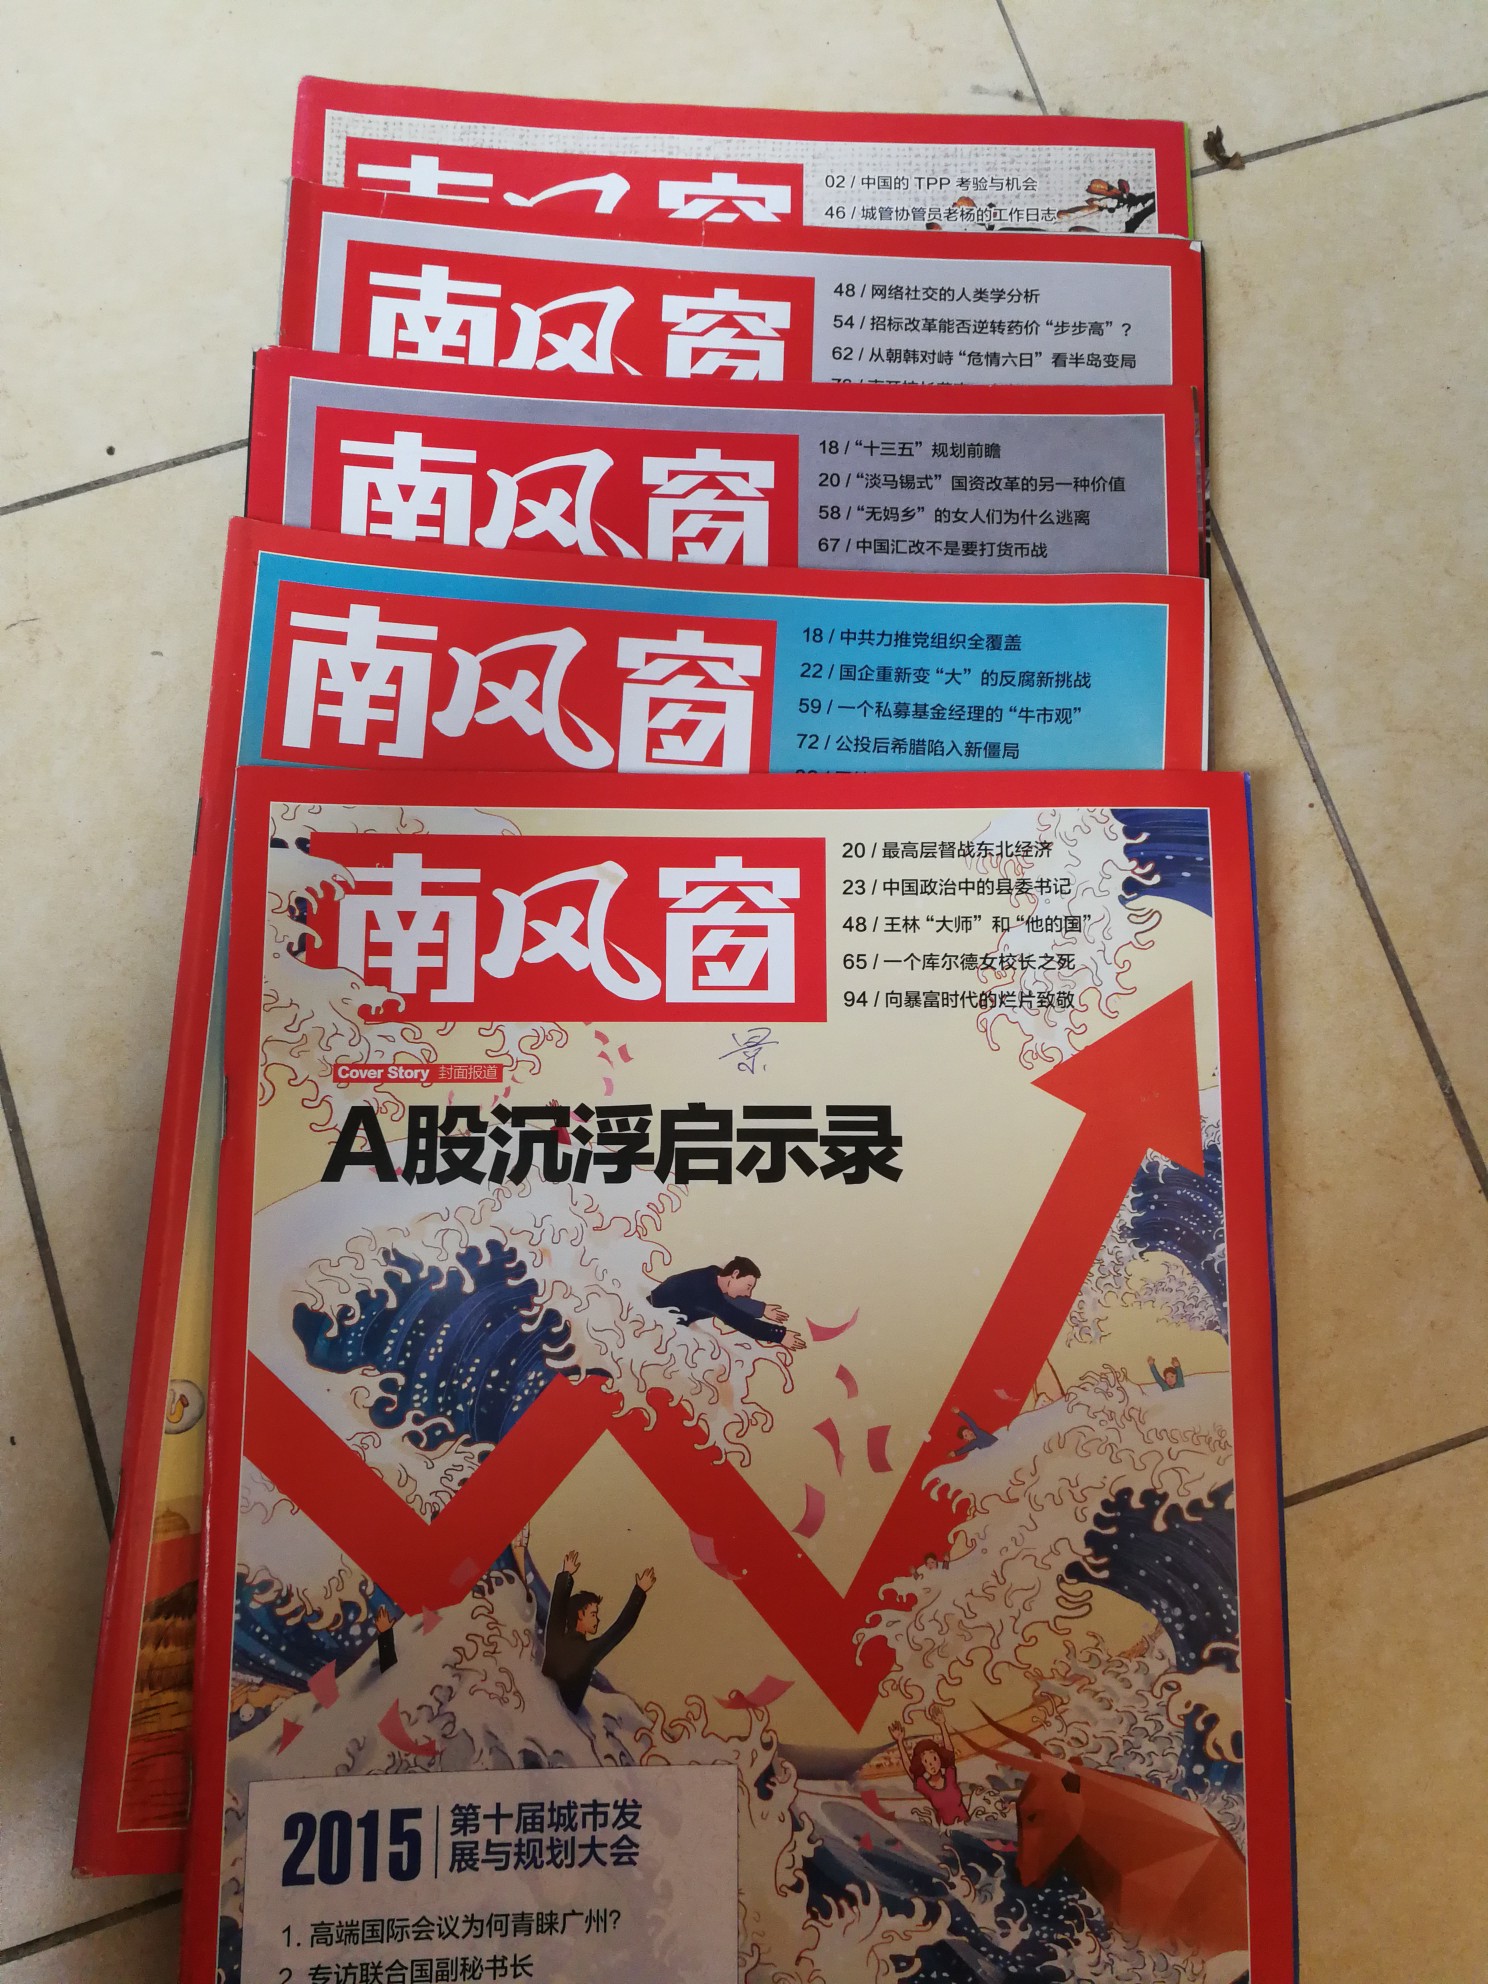 南风窗
02 / 中国的 TPP 考验与机会
46 / 城管协管员老杨的工作日志
南风窗
48 / 网络社交的人类学分析
54 / 招标改革能否逆转药价“步步高”？
62 / 从朝韩对峙“危情六日”看半岛变局
南风窗
18 / “十三五”规划前瞻
20 / “淡马锡式”国资改革的另一种价值
58 / “无妈乡”的女人们为什么逃离
67 / 中国汇改不是要打货币战
南风窗
18 / 中共力推党组织全覆盖
22 / 国企重新变“大”的反腐新挑战
59 / 一个私募基金经理的“牛市观”
72 / 公投后希腊陷入新僵局
南风窗
20 / 最高层督战东北经济
23 / 中国政治中的县委书记
48 / 王林“大师”和“他的国”
65 / 一个库尔德女校长之死
94 / 向暴富时代的烂片致敬
景
Cover Story 封面报道
A股沉浮启示录
2015 第十届城市发
展与规划大会
1. 高端国际会议为何青睐广州？
2. 专访联合国副秘书长